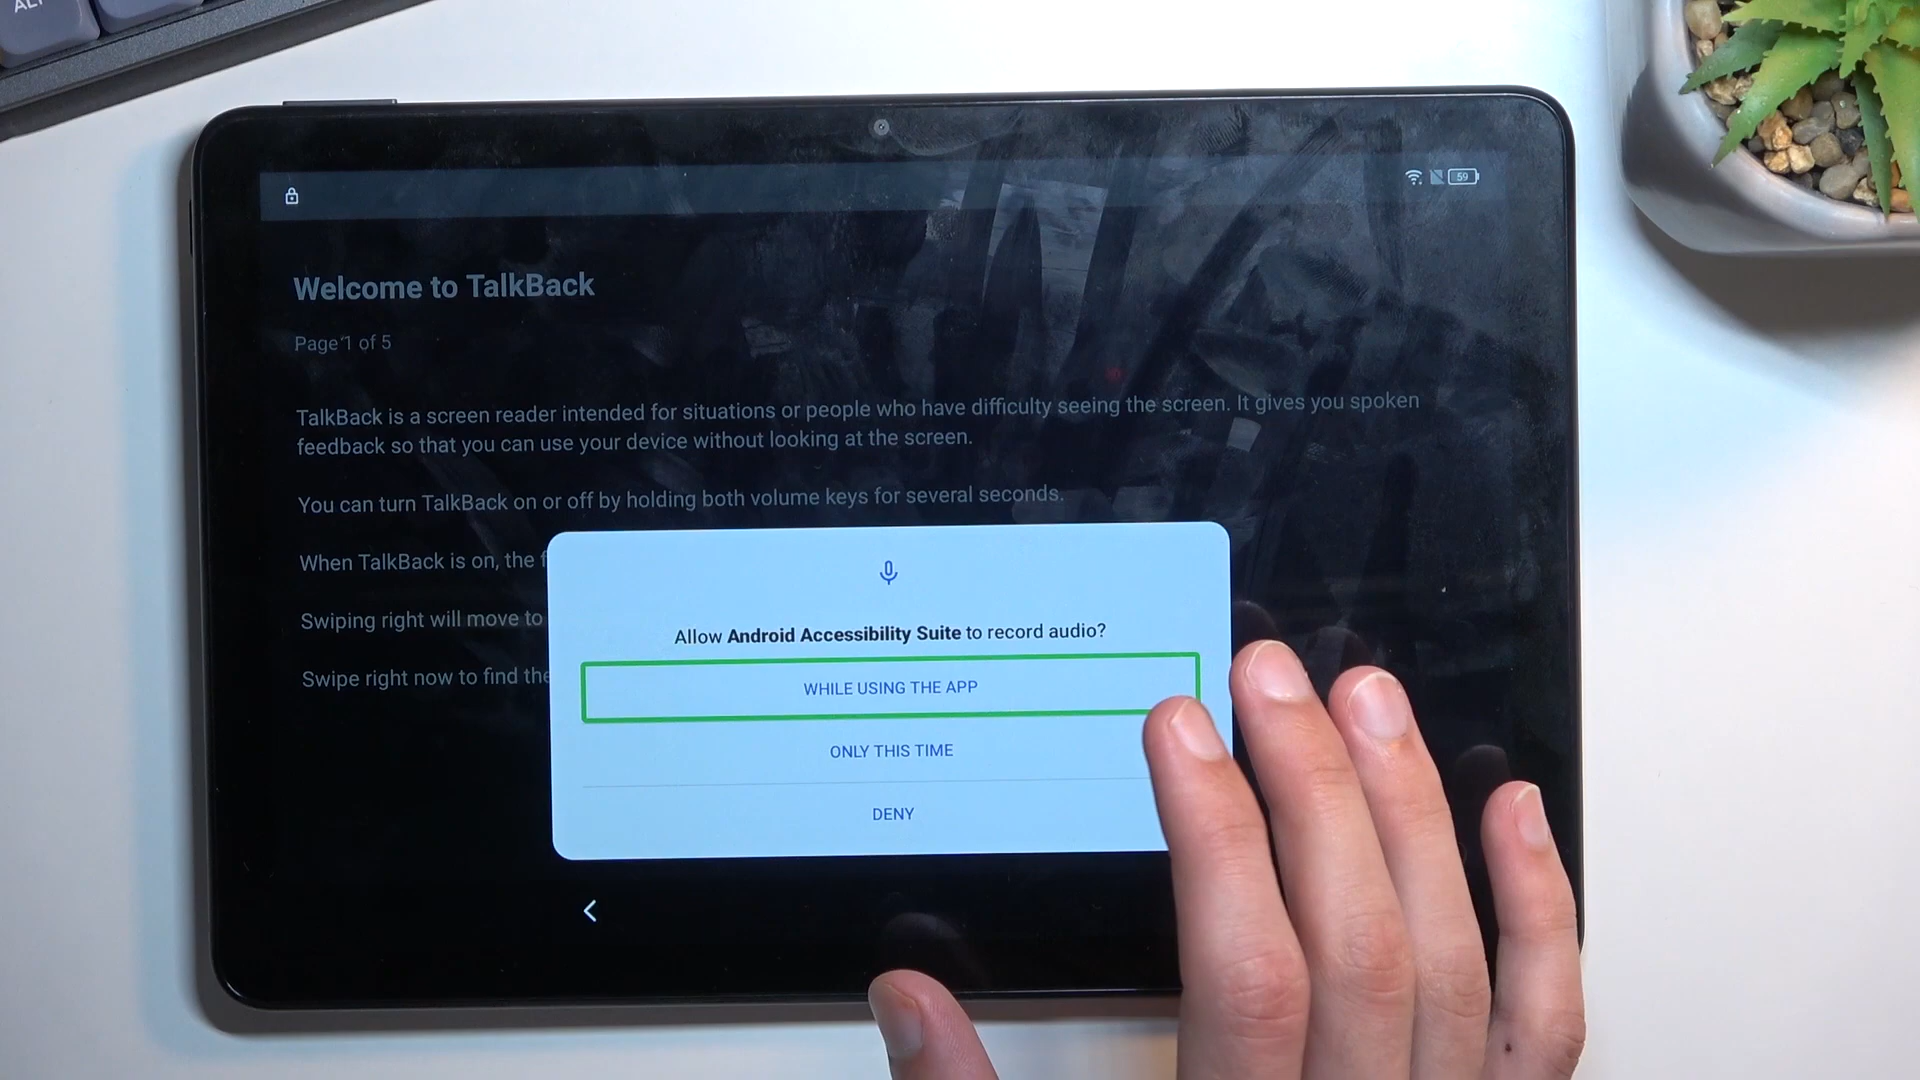 ALT
59
Welcome to TalkBack
Page 1 of 5
TalkBack is a screen reader intended for situations or people who have difficulty seeing the screen. It gives you spoken
feedback so that you can use your device without looking at the screen.
You can turn TalkBack on or off by holding both volume keys for several seconds.
When TalkBack is on, the f
Swiping right will move to
Swipe right now to find the
Allow Android Accessibility Suite to record audio?
WHILE USING THE APP
ONLY THIS TIME
DENY